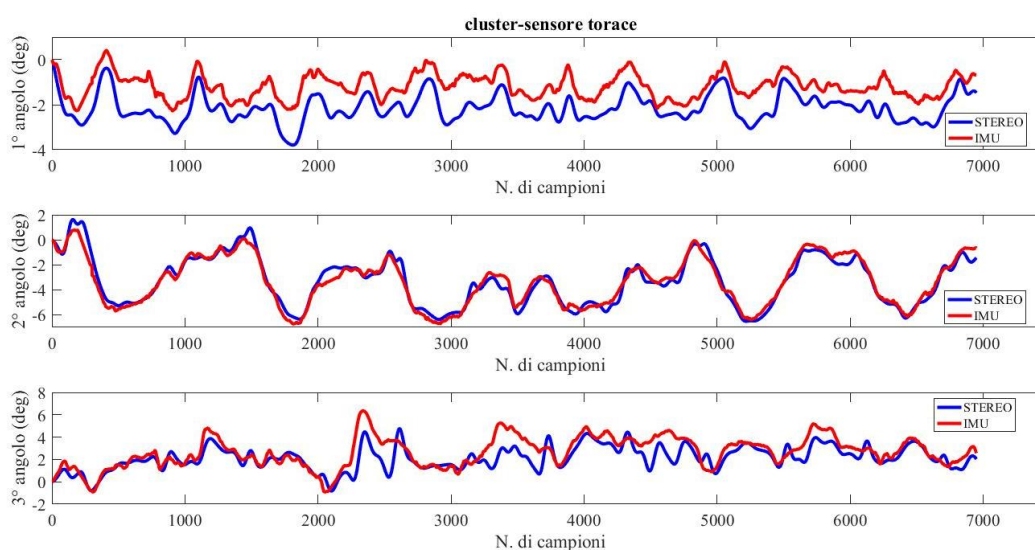 cluster-sensore torace
1° angolo (deg)
0
-2
-4
0 1000 2000 3000 4000 5000 6000 7000
N. di campioni
STEREO
IMU
2° angolo (deg)
2
0
-2
-4
-6
0 1000 2000 3000 4000 5000 6000 7000
N. di campioni
STEREO
IMU
3° angolo (deg)
8
6
4
2
0
-2
0 1000 2000 3000 4000 5000 6000 7000
N. di campioni
STEREO
IMU